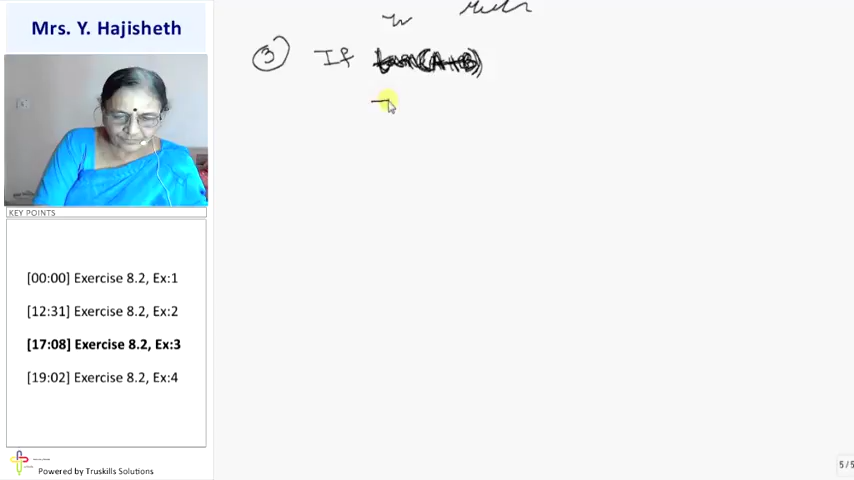 Mrs. Y. Hajisheth
KEY POINTS
[00:00] Exercise 8.2, Ex:1
[12:31] Exercise 8.2, Ex:2
[17:08] Exercise 8.2, Ex:3
[19:02] Exercise 8.2, Ex:4
Powered by Truskills Solutions
3 If tan(A+B)
5/5